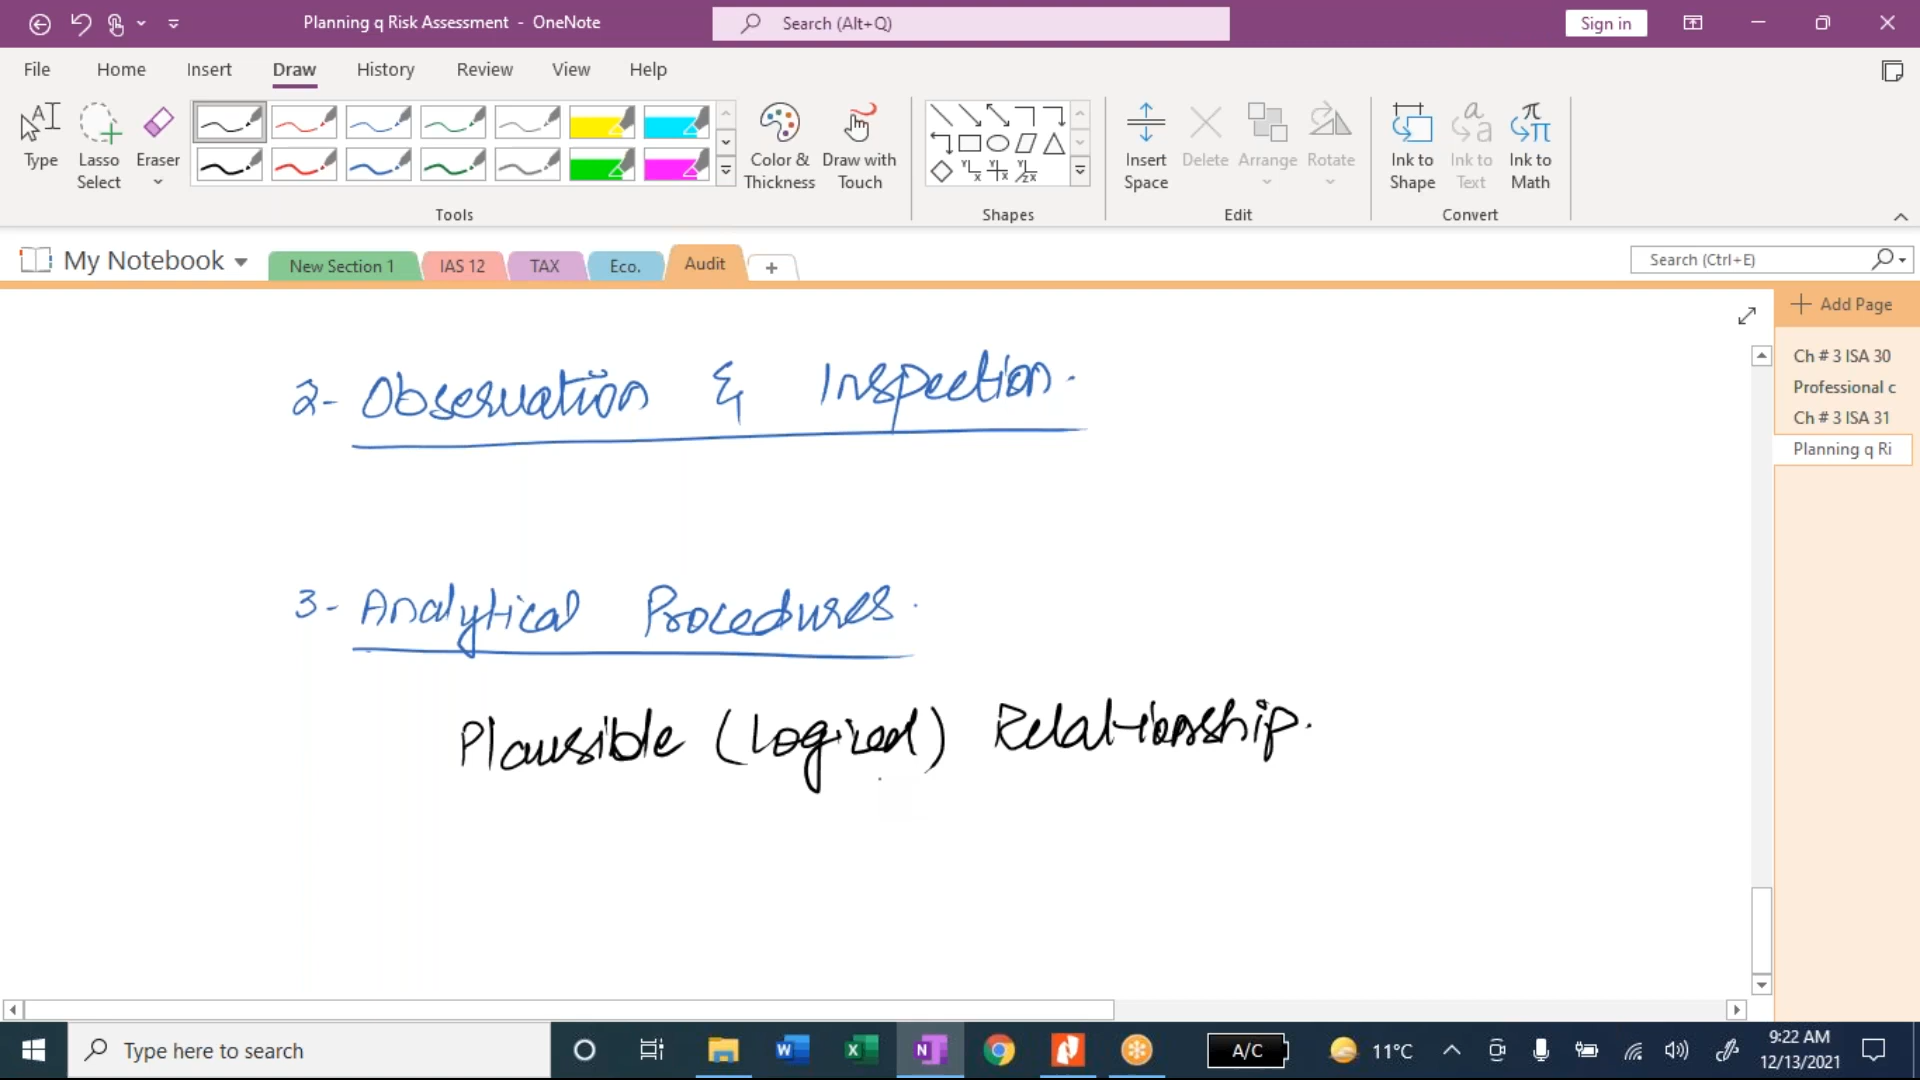 Planning q Risk Assessment - OneNote
Search (Alt+Q)
Sign in
File Home Insert Draw History Review View Help
Type
Lasso Select
Eraser
Color & Thickness
Draw with Touch
Insert Space
Delete
Arrange
Rotate
Ink to Shape
Ink to Text
Ink to Math
Tools Shapes Edit Convert
My Notebook
New Section 1 IAS 12 TAX Eco. Audit +
Search (Ctrl+E)
Add Page
Ch # 3 ISA 30
Professional c
Ch # 3 ISA 31
Planning q Ri
2- Observation & Inspection.
3- Analytical Procedures.
Plausible (Logical) Relationship.
Type here to search
A/C
11°C
9:22 AM
12/13/2021